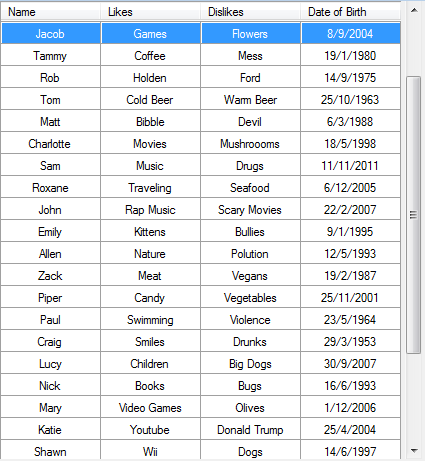 Name Likes Dislikes Date of Birth
Jacob Games Flowers 8/9/2004
Tammy Coffee Mess 19/1/1980
Rob Holden Ford 14/9/1975
Tom Cold Beer Warm Beer 25/10/1963
Matt Bibble Devil 6/3/1988
Charlotte Movies Mushroooms 18/5/1998
Sam Music Drugs 11/11/2011
Roxane Traveling Seafood 6/12/2005
John Rap Music Scary Movies 22/2/2007
Emily Kittens Bullies 9/1/1995
Allen Nature Polution 12/5/1993
Zack Meat Vegans 19/2/1987
Piper Candy Vegetables 25/11/2001
Paul Swimming Violence 23/5/1964
Craig Smiles Drunks 29/3/1953
Lucy Children Big Dogs 30/9/2007
Nick Books Bugs 16/6/1993
Mary Video Games Olives 1/12/2006
Katie Youtube Donald Trump 25/4/2004
Shawn Wii Dogs 14/6/1997